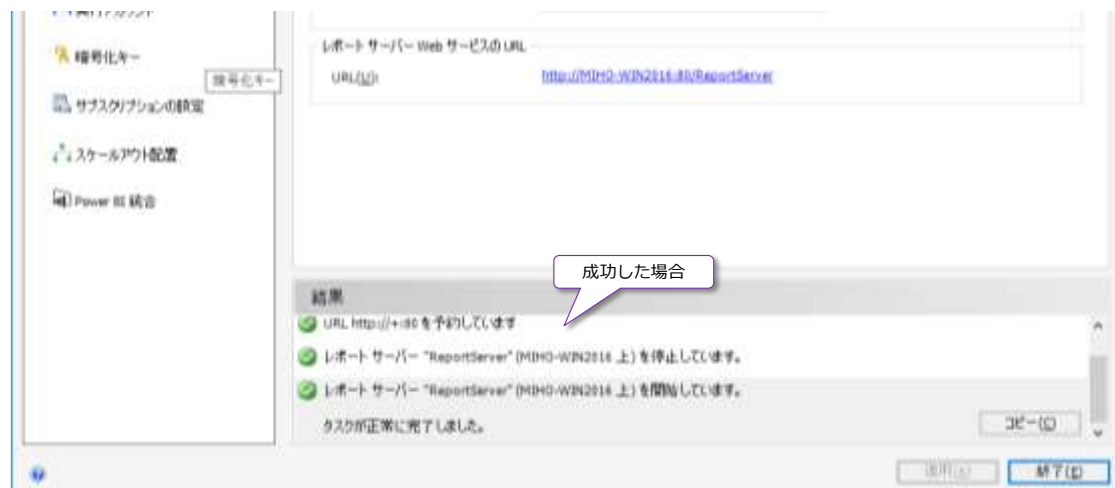 暗号化キー
暗号化キー
サブスクリプションの設定
スケールアウト配置
Power BI 統合
レポート サーバー Web サービスの URL
URL(U):
http://MIHO-WIN2016:80/ReportServer
成功した場合
結果
URL http://+:80 を予約しています
レポート サーバー "ReportServer" (MIHO-WIN2016 上) を停止しています。
レポート サーバー "ReportServer" (MIHO-WIN2016 上) を開始しています。
タスクが正常に完了しました。
コピー(C)
適用(A)
終了(E)